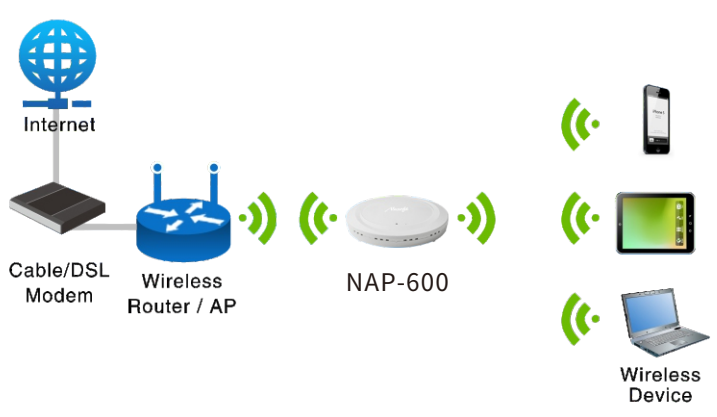 Internet
Cable/DSL
Modem
Wireless
Router / AP
NAP-600
Wireless
Device